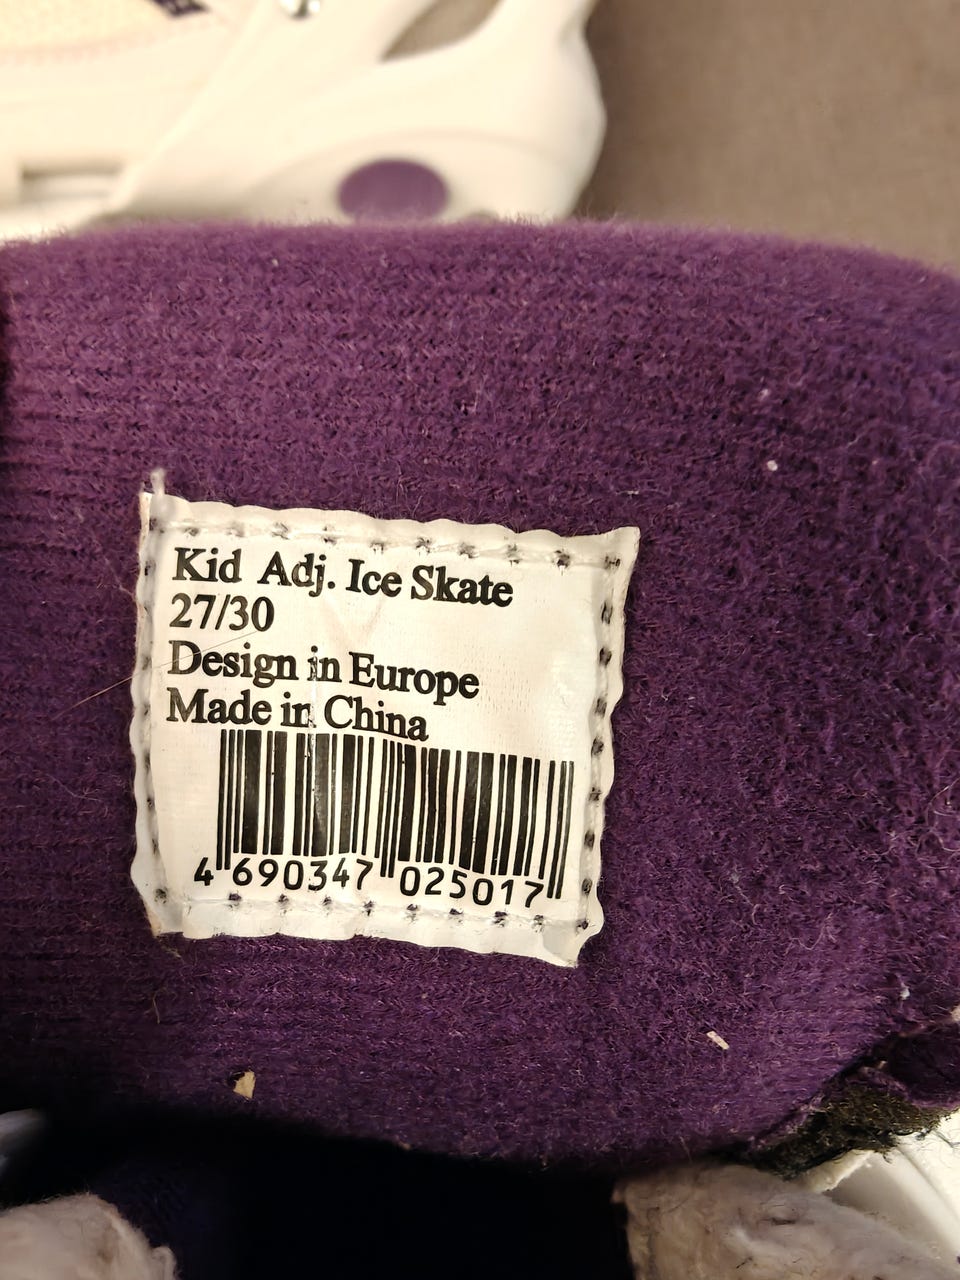 Kid Adj. Ice Skate
27/30
Design in Europe
Made in China
4 690347 025017